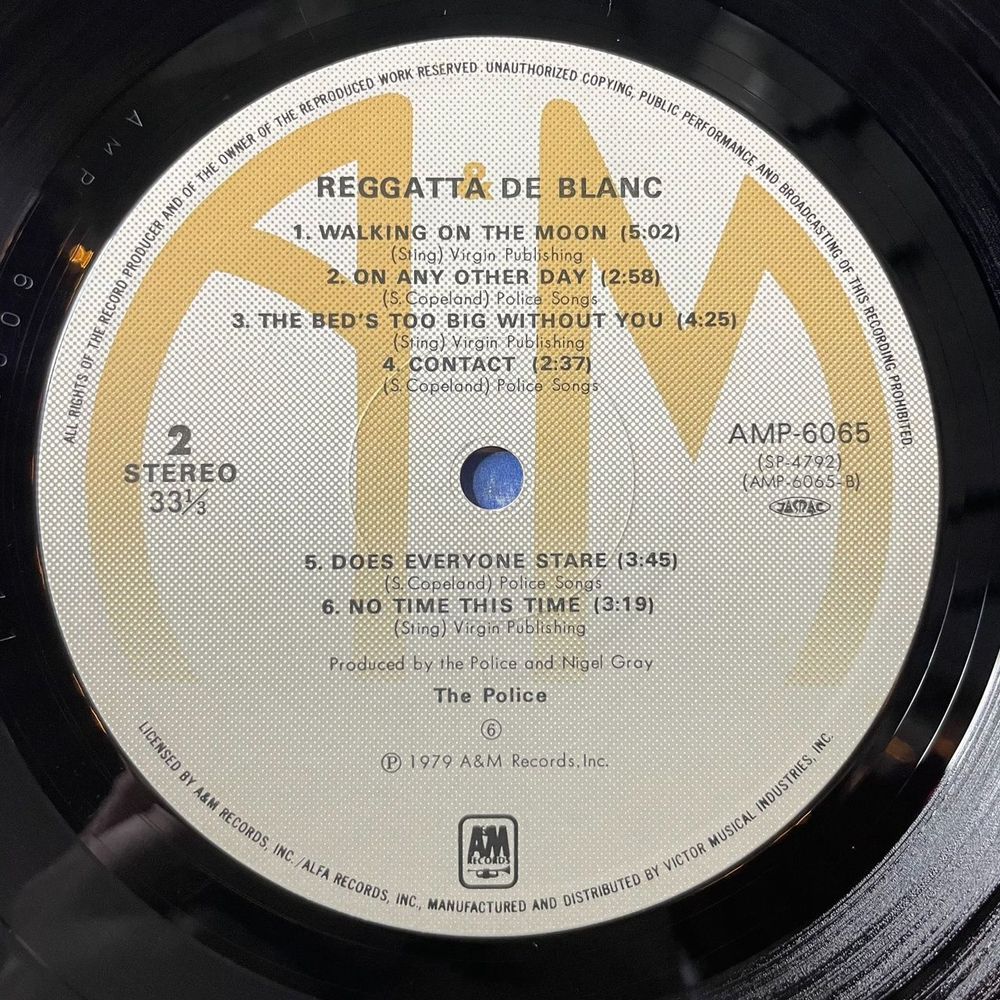 ALL RIGHTS OF THE RECORD PRODUCER AND OF THE OWNER OF THE REPRODUCED WORK RESERVED. UNAUTHORIZED COPYING, PUBLIC PERFORMANCE AND BROADCASTING OF THIS RECORDING PROHIBITED
A&M
REGGATTA DE BLANC
1. WALKING ON THE MOON (5:02)
(Sting) Virgin Publishing
2. ON ANY OTHER DAY (2:58)
(S. Copeland) Police Songs
3. THE BED'S TOO BIG WITHOUT YOU (4:25)
(Sting) Virgin Publishing
4. CONTACT (2:37)
(S. Copeland) Police Songs
2
STEREO
33⅓
AMP-6065
(SP-4792)
(AMP-6065-B)
JASRAC
5. DOES EVERYONE STARE (3:45)
(S. Copeland) Police Songs
6. NO TIME THIS TIME (3:19)
(Sting) Virgin Publishing
Produced by the Police and Nigel Gray
The Police
⑥
Ⓟ 1979 A&M Records, Inc.
A&M
RECORDS
LICENSED BY A&M RECORDS, INC./ALFA RECORDS, INC., MANUFACTURED AND DISTRIBUTED BY VICTOR MUSICAL INDUSTRIES, INC.
AMP